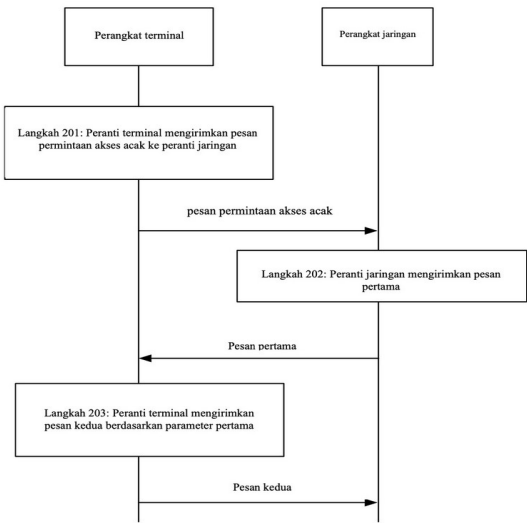 Perangkat terminal
Perangkat jaringan
Langkah 201: Peranti terminal mengirimkan pesan
permintaan akses acak ke peranti jaringan
pesan permintaan akses acak
Langkah 202: Peranti jaringan mengirimkan pesan
pertama
Pesan pertama
Langkah 203: Peranti terminal mengirimkan
pesan kedua berdasarkan parameter pertama
Pesan kedua